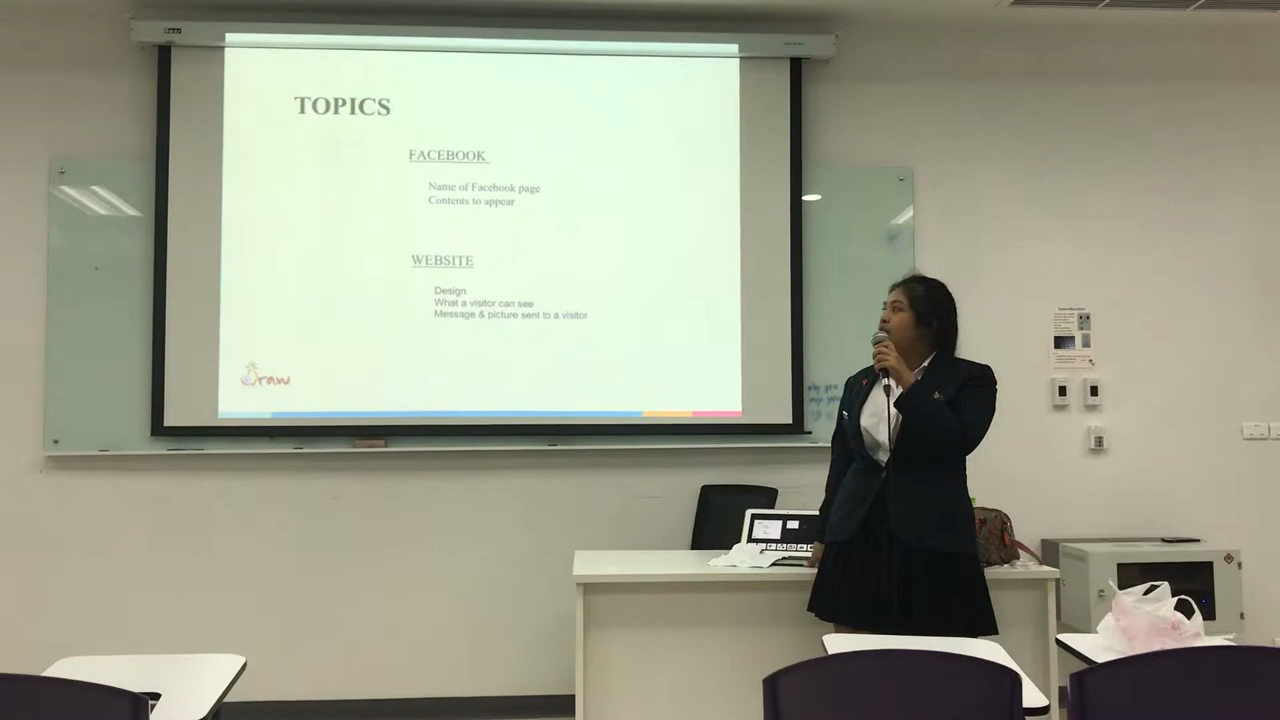 TOPICS
FACEBOOK
Name of Facebook page
Contents to appear
WEBSITE
Design
What a visitor can see
Message & picture sent to a visitor
raw